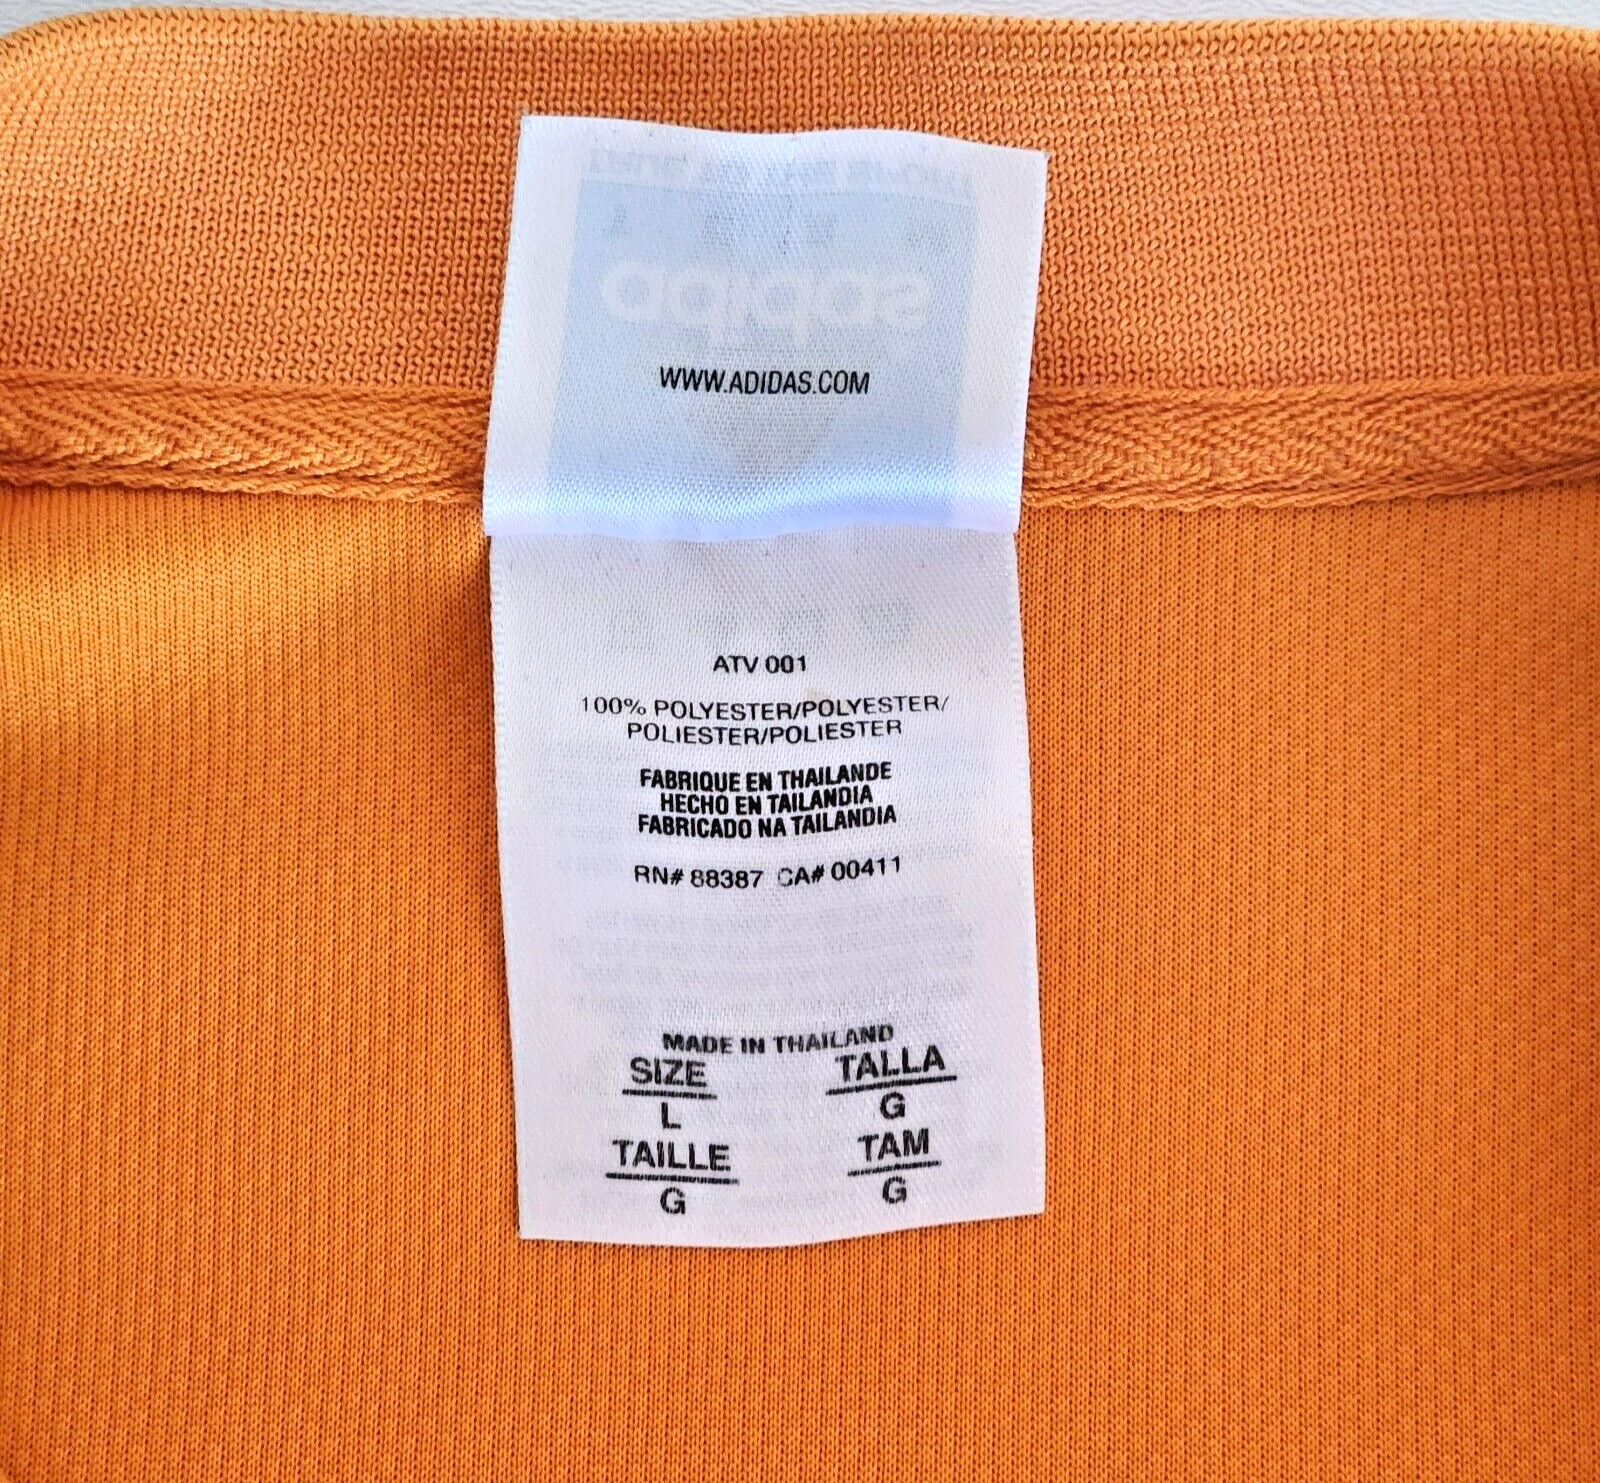 WWW.ADIDAS.COM
ATV 001
100% POLYESTER/POLYESTER/
POLIESTER/POLIESTER
FABRIQUE EN THAILANDE
HECHO EN TAILANDIA
FABRICADO NA TAILANDIA
RN# 88387 CA# 00411
MADE IN THAILAND
SIZE TALLA
L G
TAILLE TAM
G G